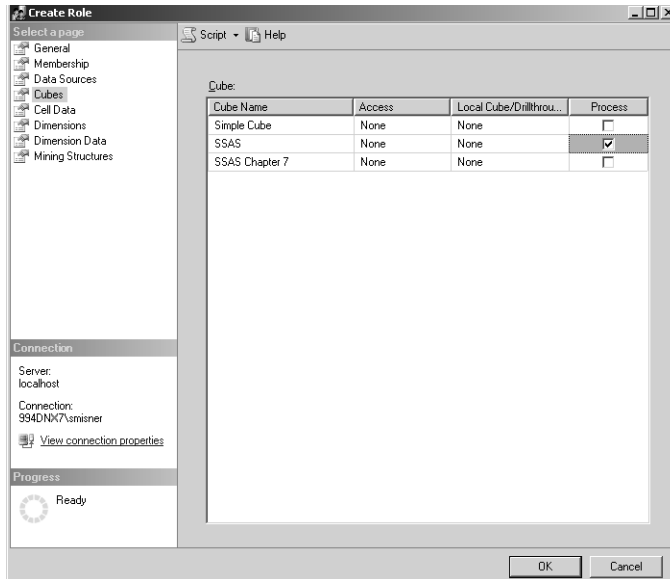 Create Role
Select a page
General
Membership
Data Sources
Cubes
Cell Data
Dimensions
Dimension Data
Mining Structures
Script Help
Cube:
Cube Name Access Local Cube/Drillthrou... Process
Simple Cube None None
SSAS None None
SSAS Chapter 7 None None
Connection
Server:
localhost
Connection:
994DNX7\smisner
View connection properties
Progress
Ready
OK Cancel